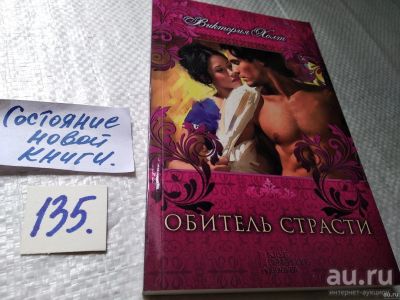 Виктория Холт
Состояние
новой
книги.
135.
ОБИТЕЛЬ СТРАСТИ
au.ru
интернет-аукцион